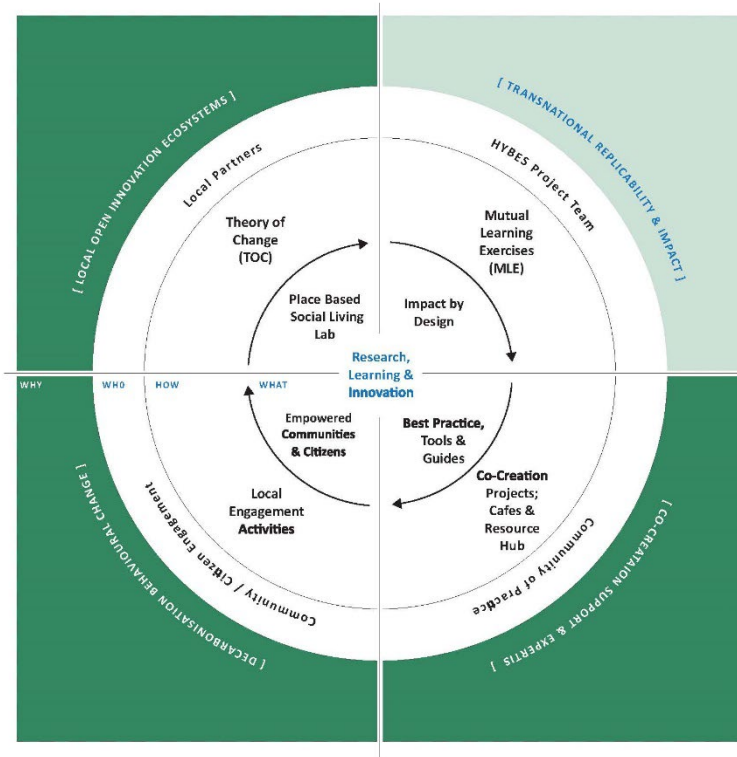 [ LOCAL OPEN INNOVATION ECOSYSTEMS ]
Local Partners
Theory of
Change
(TOC)
Place Based
Social Living
Lab
[ TRANSNATIONAL REPLICABILITY & IMPACT ]
HYBES Project Team
Mutual
Learning
Exercises
(MLE)
Impact by
Design
Research,
Learning &
Innovation
WHY
WHO
HOW
WHAT
Empowered
Communities
& Citizens
Local
Engagement
Activities
Community / Citizen Engagement
[ DECARBONISATION BEHAVIOURAL CHANGE ]
Best Practice,
Tools &
Guides
Co-Creation
Projects;
Cafes &
Resource
Hub
Community of Practice
[ CO-CREATAION SUPPORT & EXPERTIS ]